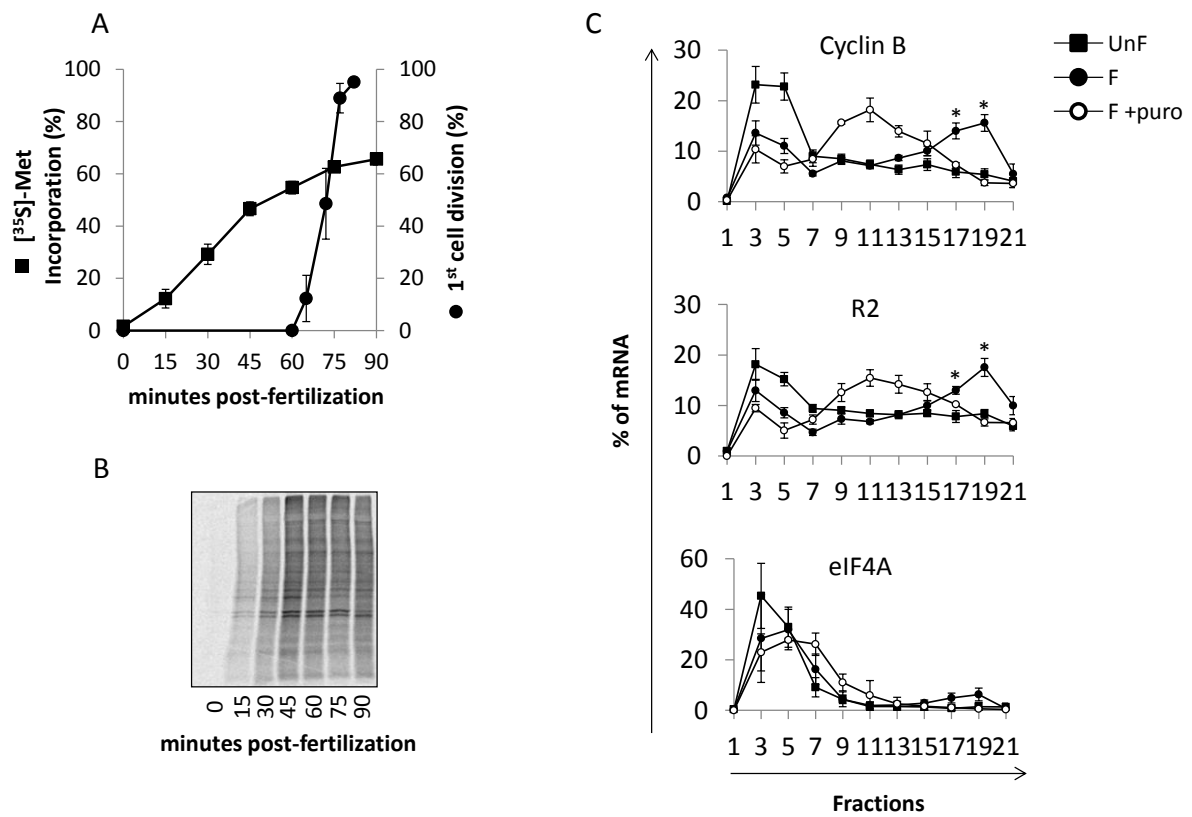 A
100
80
60
40
20
0
100
80
60
40
20
0
[³⁵S]-Met
Incorporation (%)
1st cell division (%)
0 15 30 45 60 75 90
minutes post-fertilization
B
0 15 30 45 60 75 90
minutes post-fertilization
C
UnF
F
F +puro
% of mRNA
Cyclin B
30
20
10
0
* *
1 3 5 7 9 11 13 15 17 19 21
R2
30
20
10
0
* *
1 3 5 7 9 11 13 15 17 19 21
eIF4A
60
40
20
0
1 3 5 7 9 11 13 15 17 19 21
Fractions